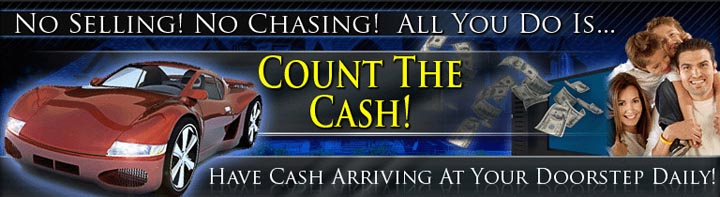 No Selling! No Chasing! All You Do Is...
Count The
Cash!
Have Cash Arriving At Your Doorstep Daily!